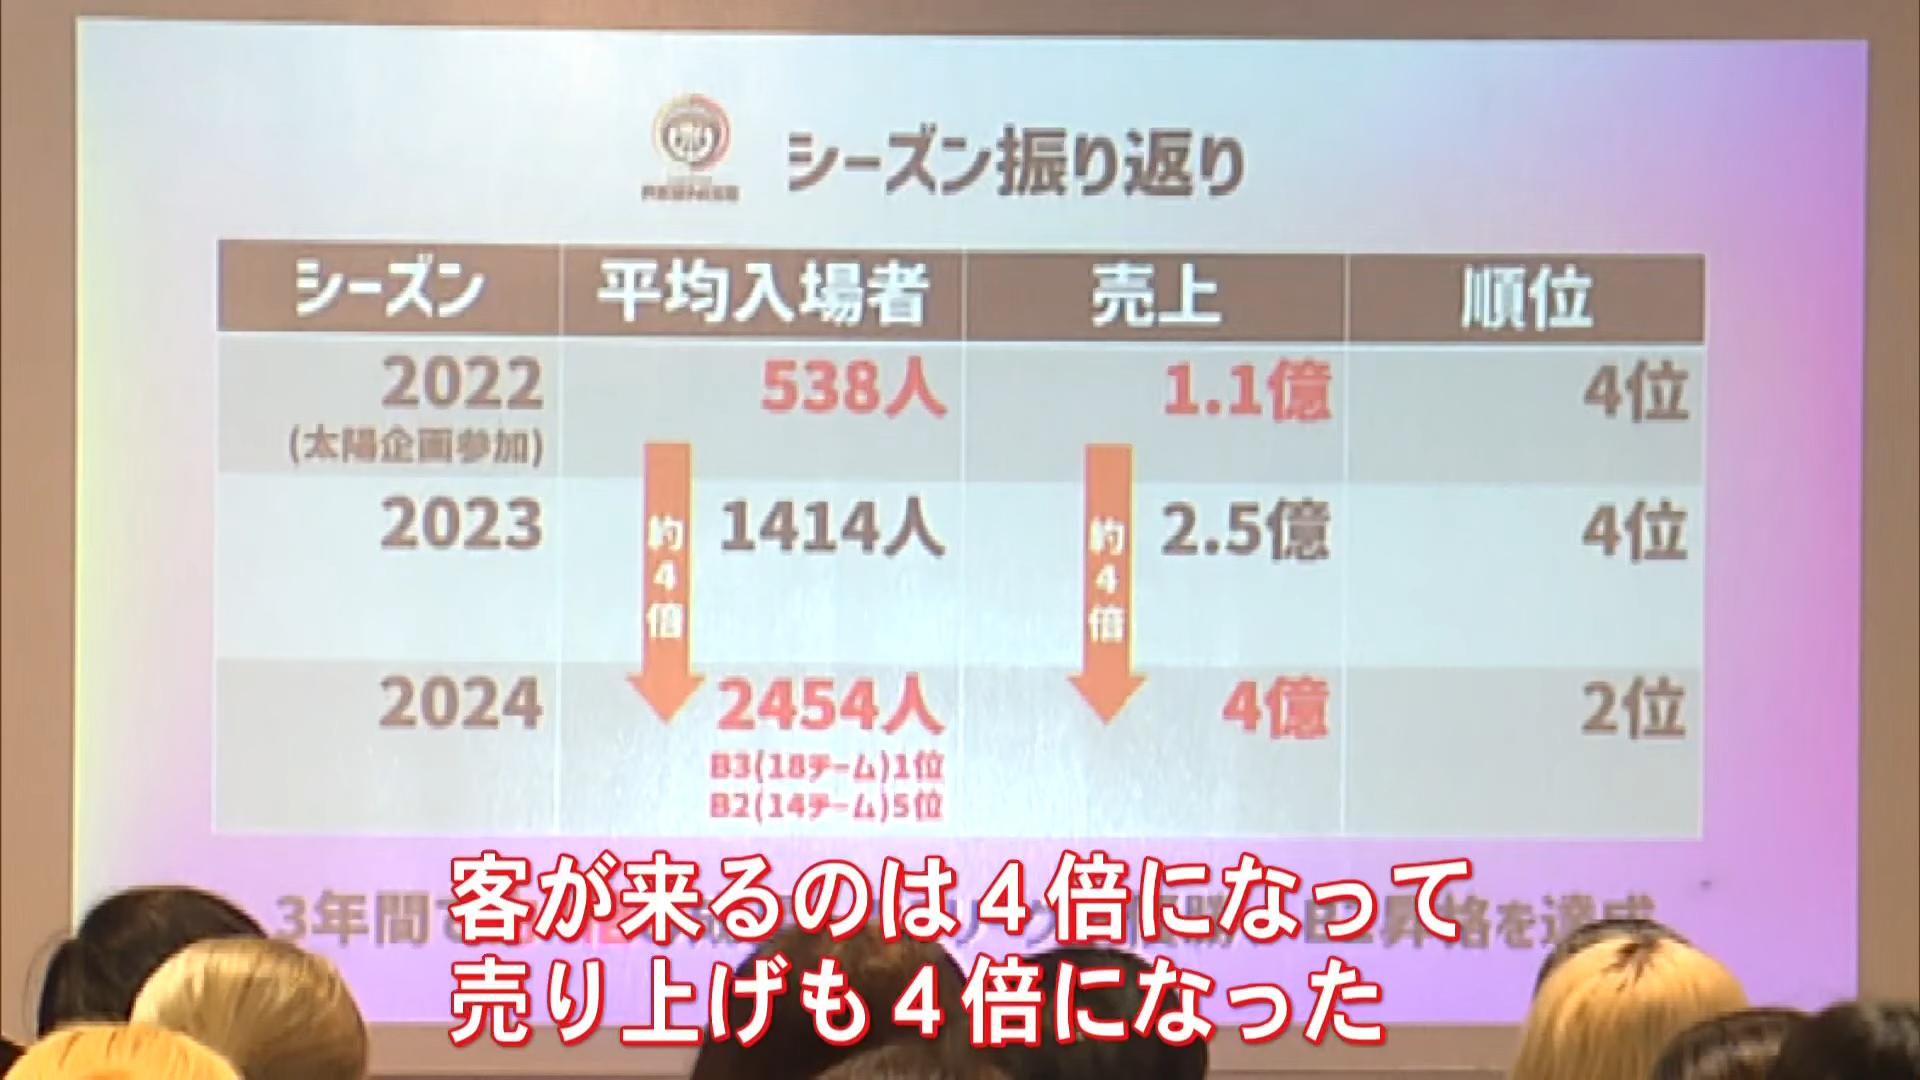 シーズン振り返り
シーズン 平均入場者 売上 順位
2022 538人 1.1億 4位
(太陽企画参加)
2023 1414人 2.5億 4位
約4倍 約4倍
2024 2454人 4億 2位
B3(18チーム)1位
B2(14チーム)5位
3年間で 昇格を達成
客が来るのは4倍になって
売り上げも4倍になった